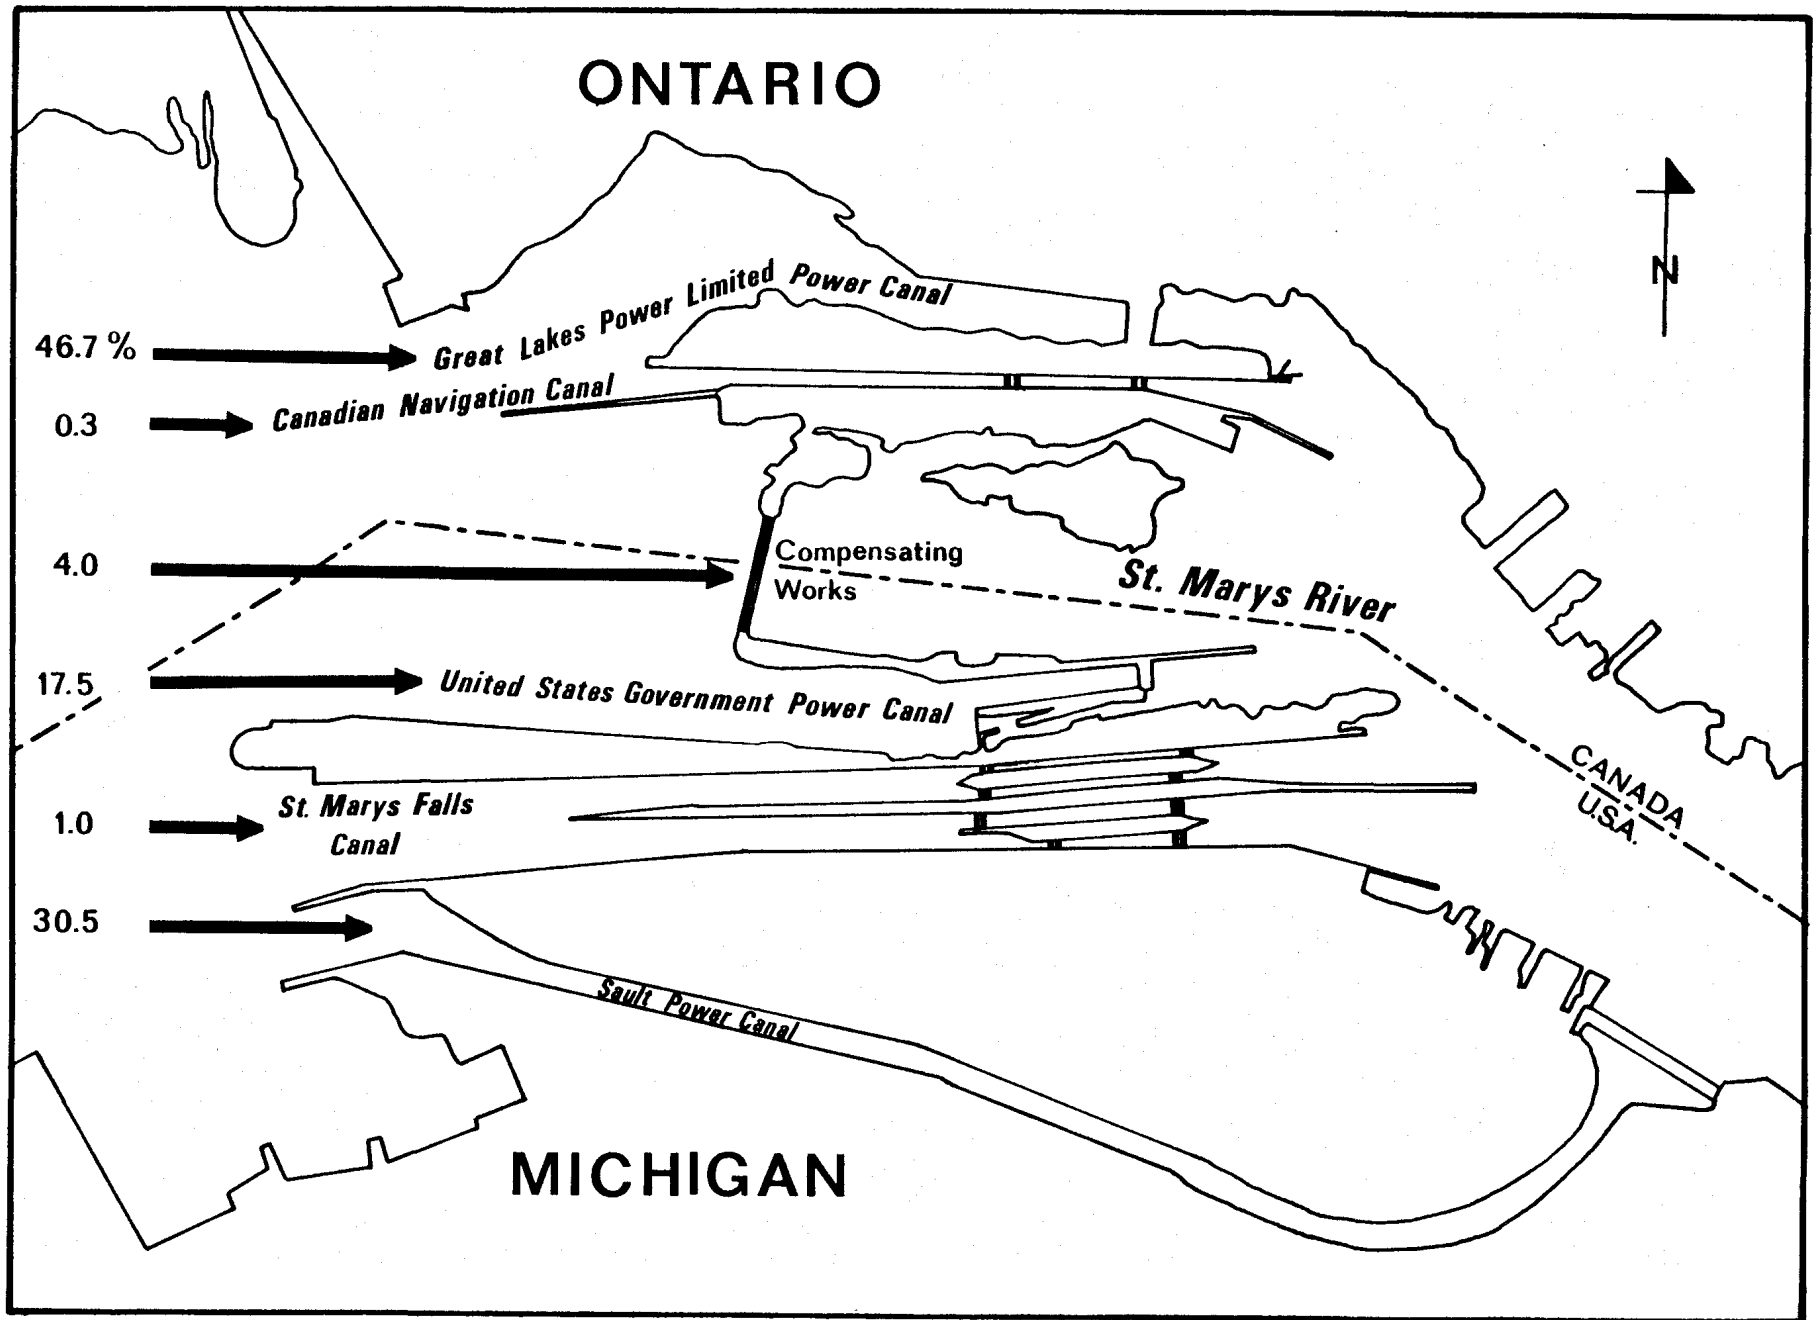 ONTARIO
N
46.7 %
Great Lakes Power Limited Power Canal
0.3
Canadian Navigation Canal
4.0
Compensating
Works
St. Marys River
17.5
United States Government Power Canal
CANADA
U.S.A.
1.0
St. Marys Falls
Canal
30.5
Sault Power Canal
MICHIGAN